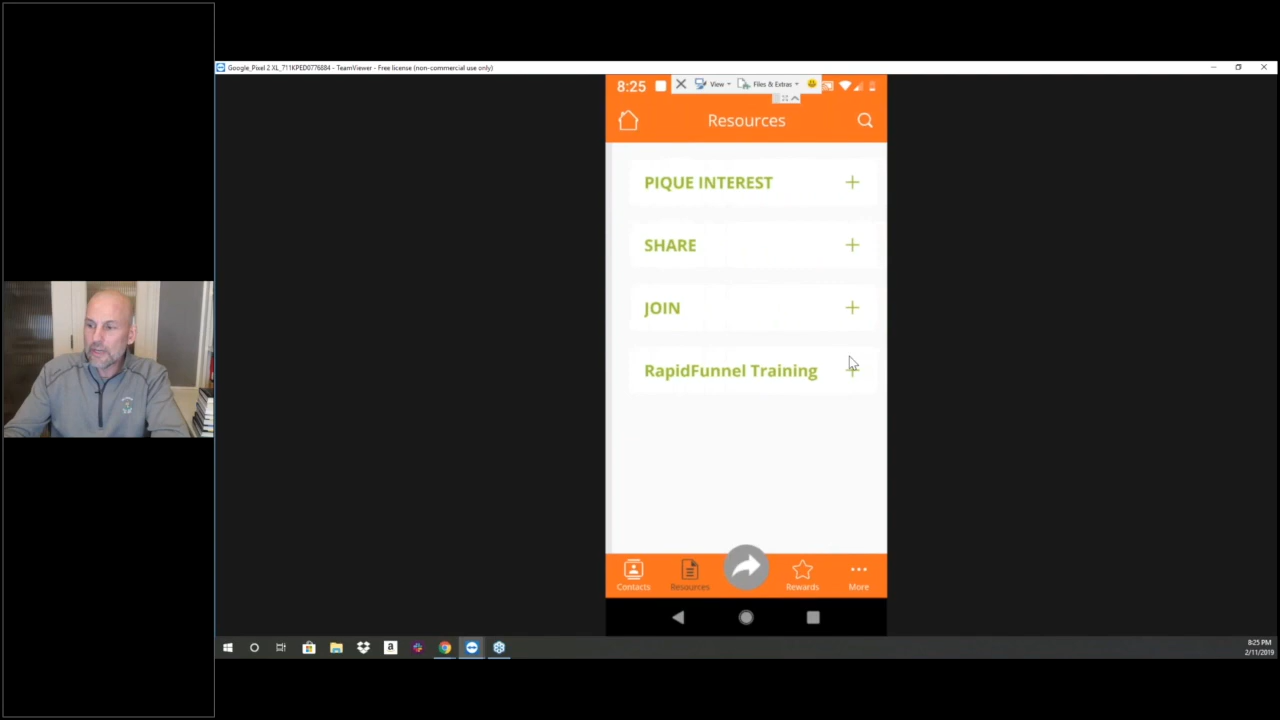 Google_Pixel 2 XL_711KPED0776884 - TeamViewer - Free license (non-commercial use only)
8:25
View
Files & Extras
Resources
PIQUE INTEREST
SHARE
JOIN
RapidFunnel Training
Contacts
Resources
Rewards
More
8:25 PM
2/11/2019